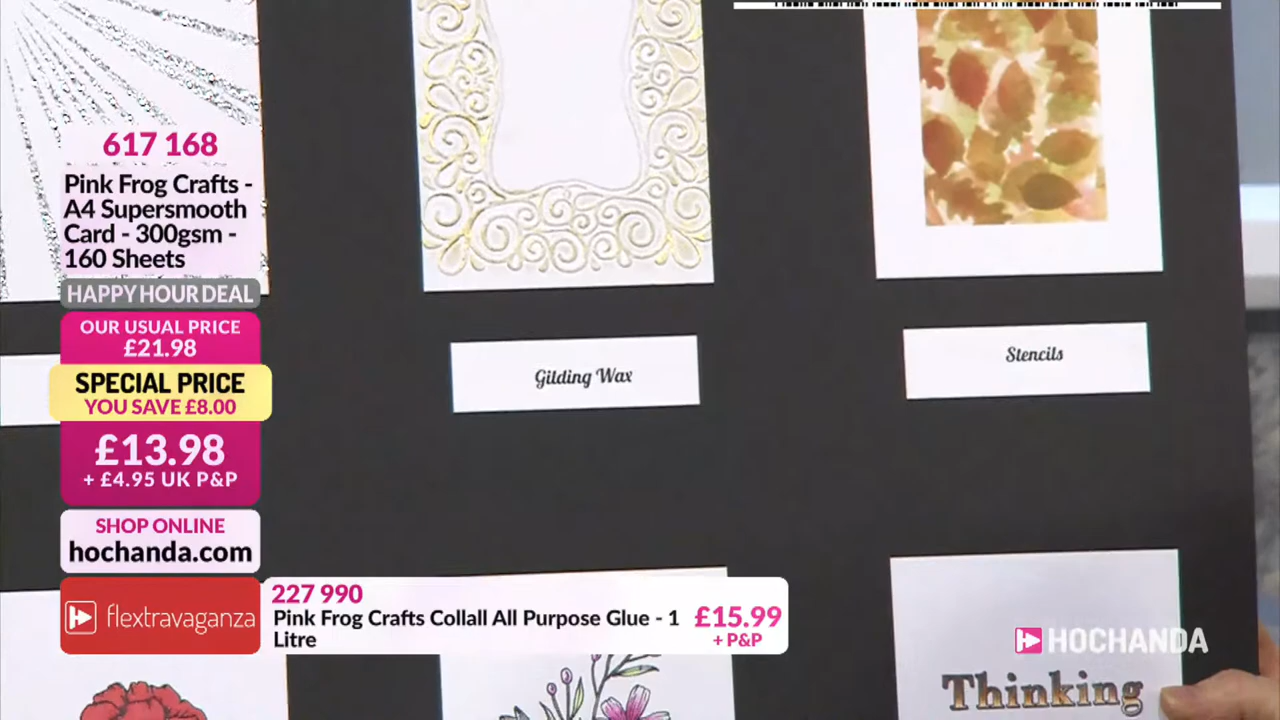 617 168
Pink Frog Crafts -
A4 Supersmooth
Card - 300gsm -
160 Sheets
HAPPY HOUR DEAL
OUR USUAL PRICE
£21.98
SPECIAL PRICE
YOU SAVE £8.00
£13.98
+ £4.95 UK P&P
SHOP ONLINE
hochanda.com
flextravaganza
227 990
Pink Frog Crafts Collall All Purpose Glue - 1
Litre
£15.99
+ P&P
Gilding Wax
Stencils
HOCHANDA
Thinking